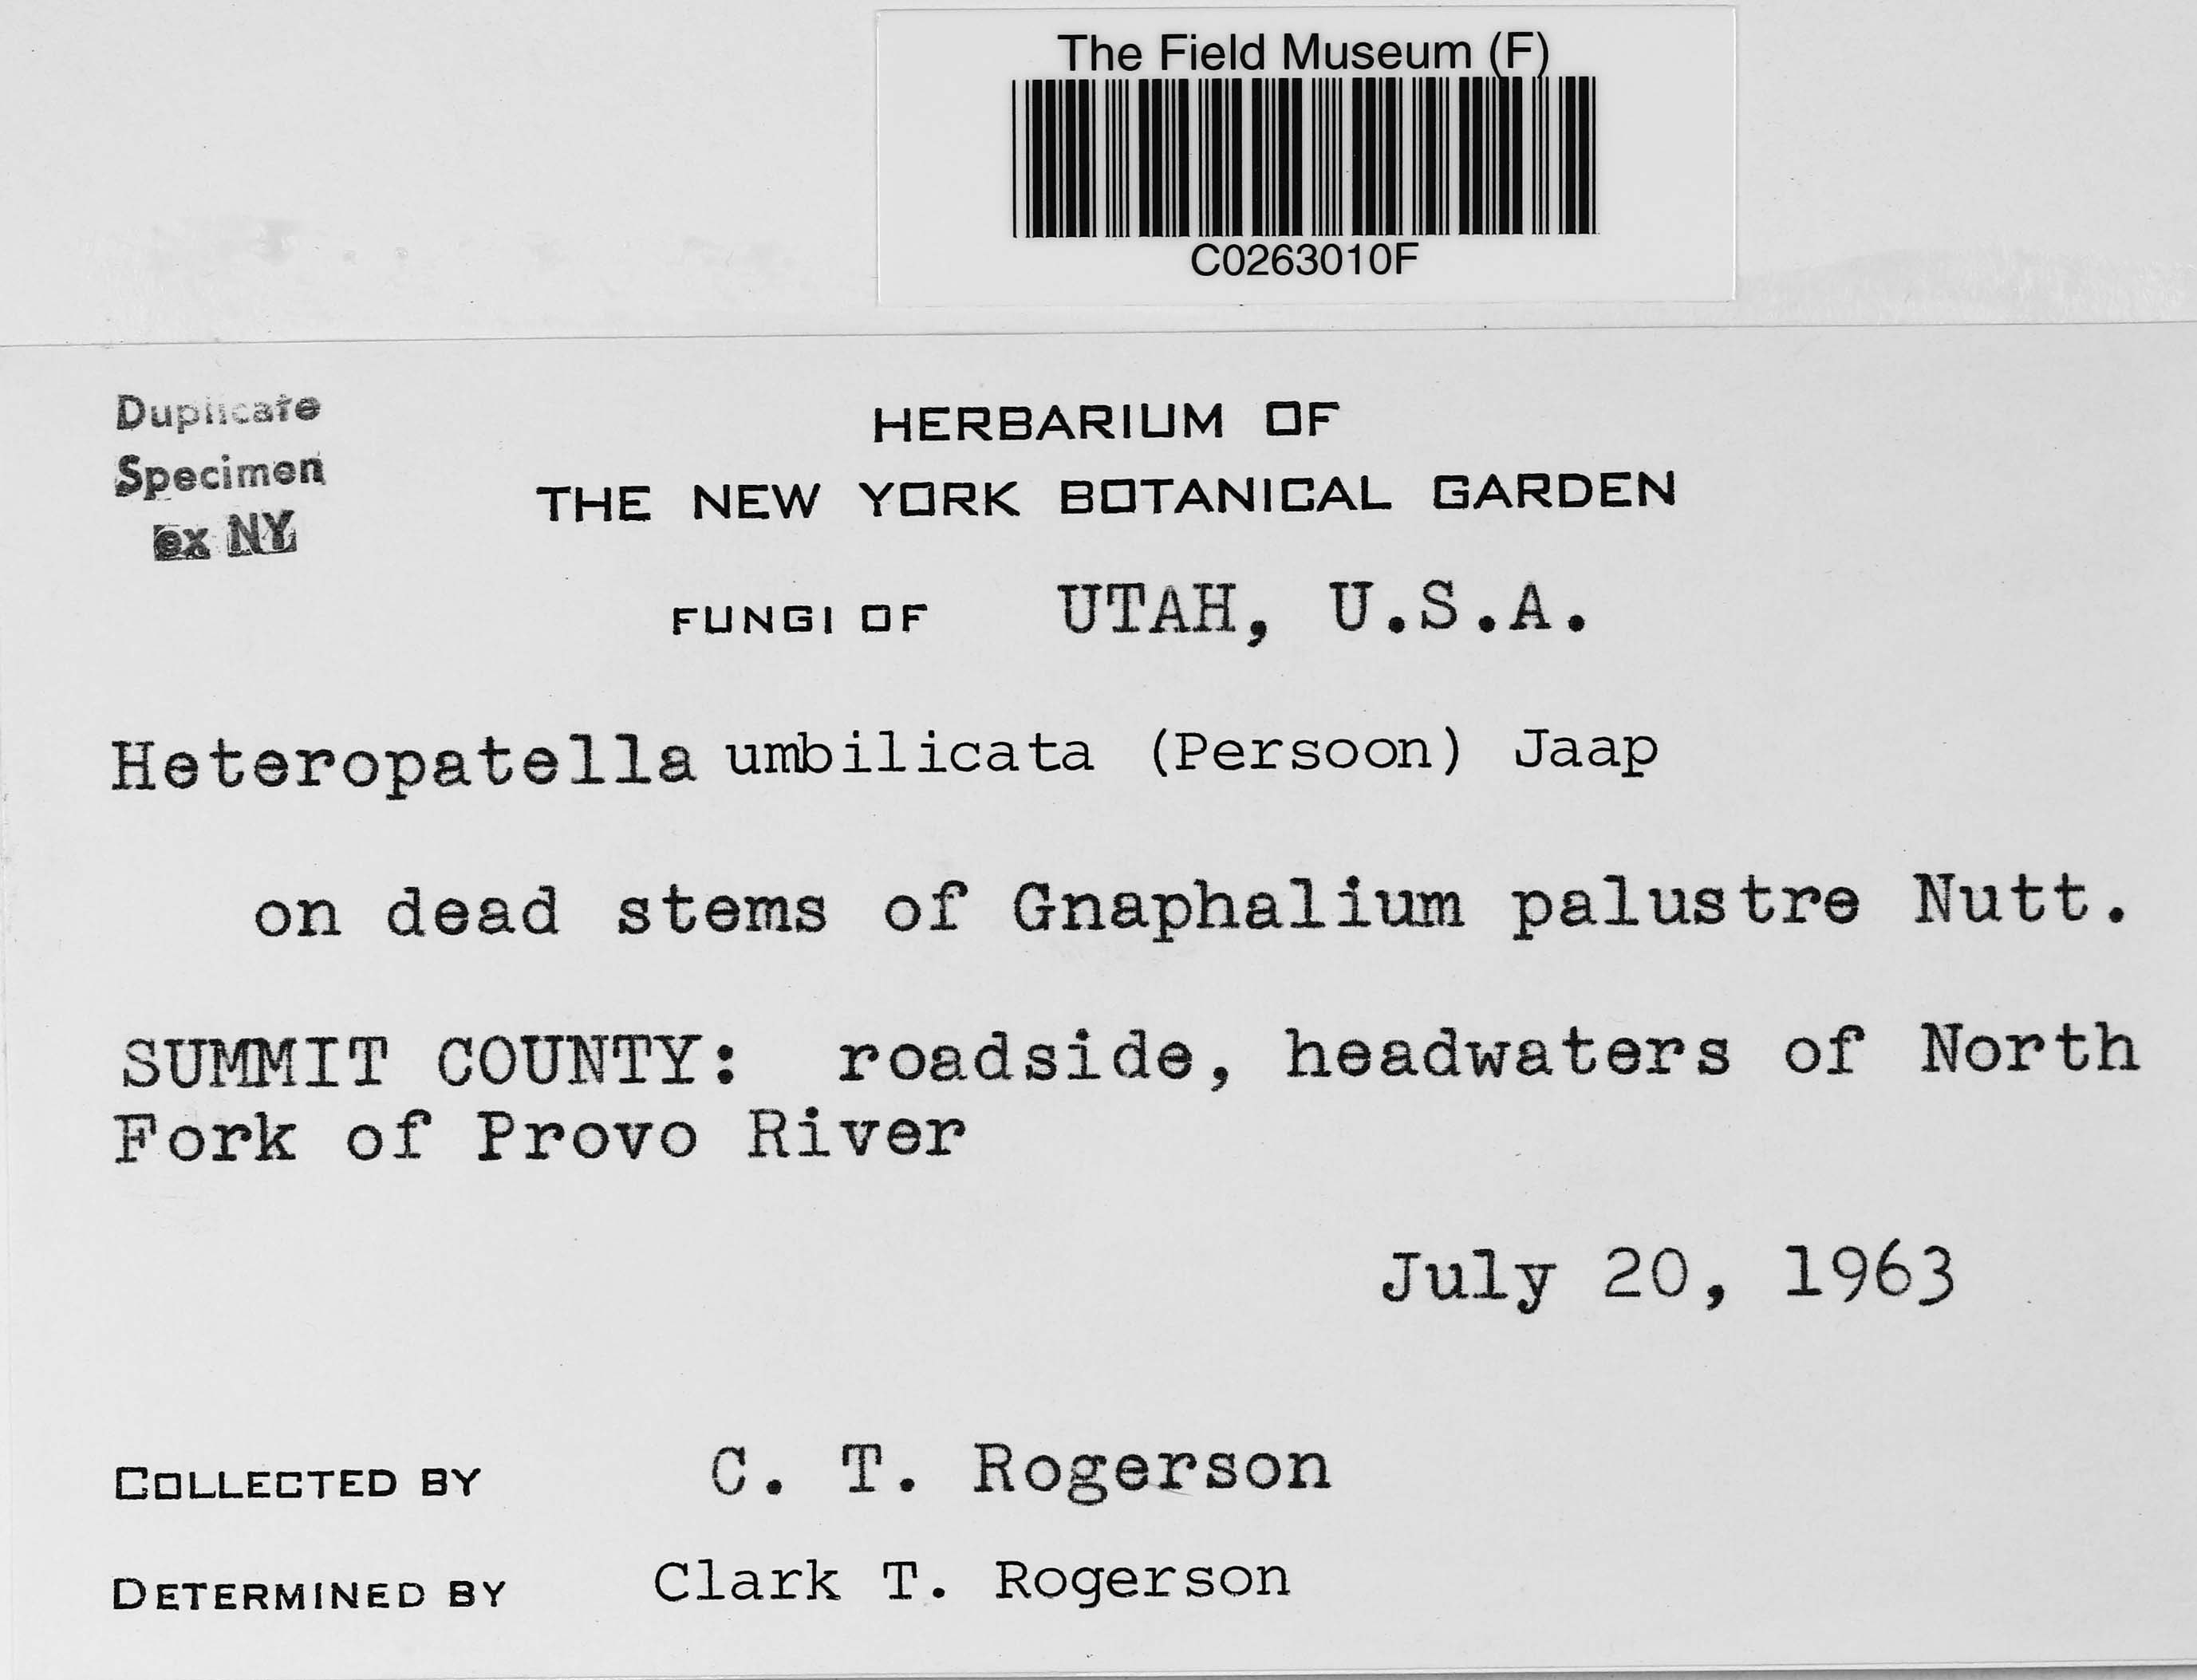 The Field Museum (F)
C0263010F
Duplicate
Specimen
ex NY
HERBARIUM OF
THE NEW YORK BOTANICAL GARDEN
FUNGI OF UTAH, U.S.A.
Heteropatella umbilicata (Persoon) Jaap
on dead stems of Gnaphalium palustre Nutt.
SUMMIT COUNTY: roadside, headwaters of North
Fork of Provo River
July 20, 1963
COLLECTED BY C. T. Rogerson
DETERMINED BY Clark T. Rogerson